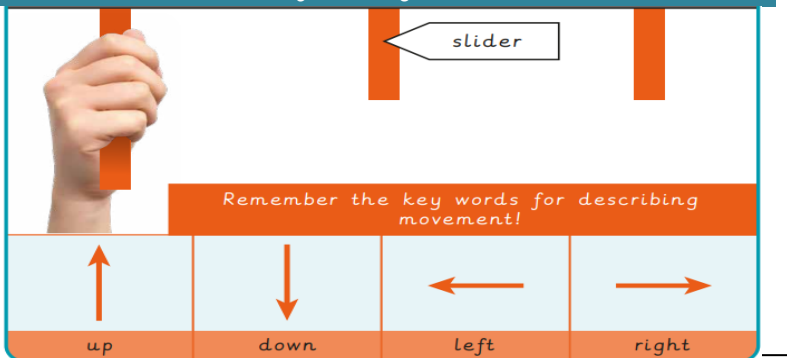 slider
Remember the key words for describing
movement!
up
down
left
right